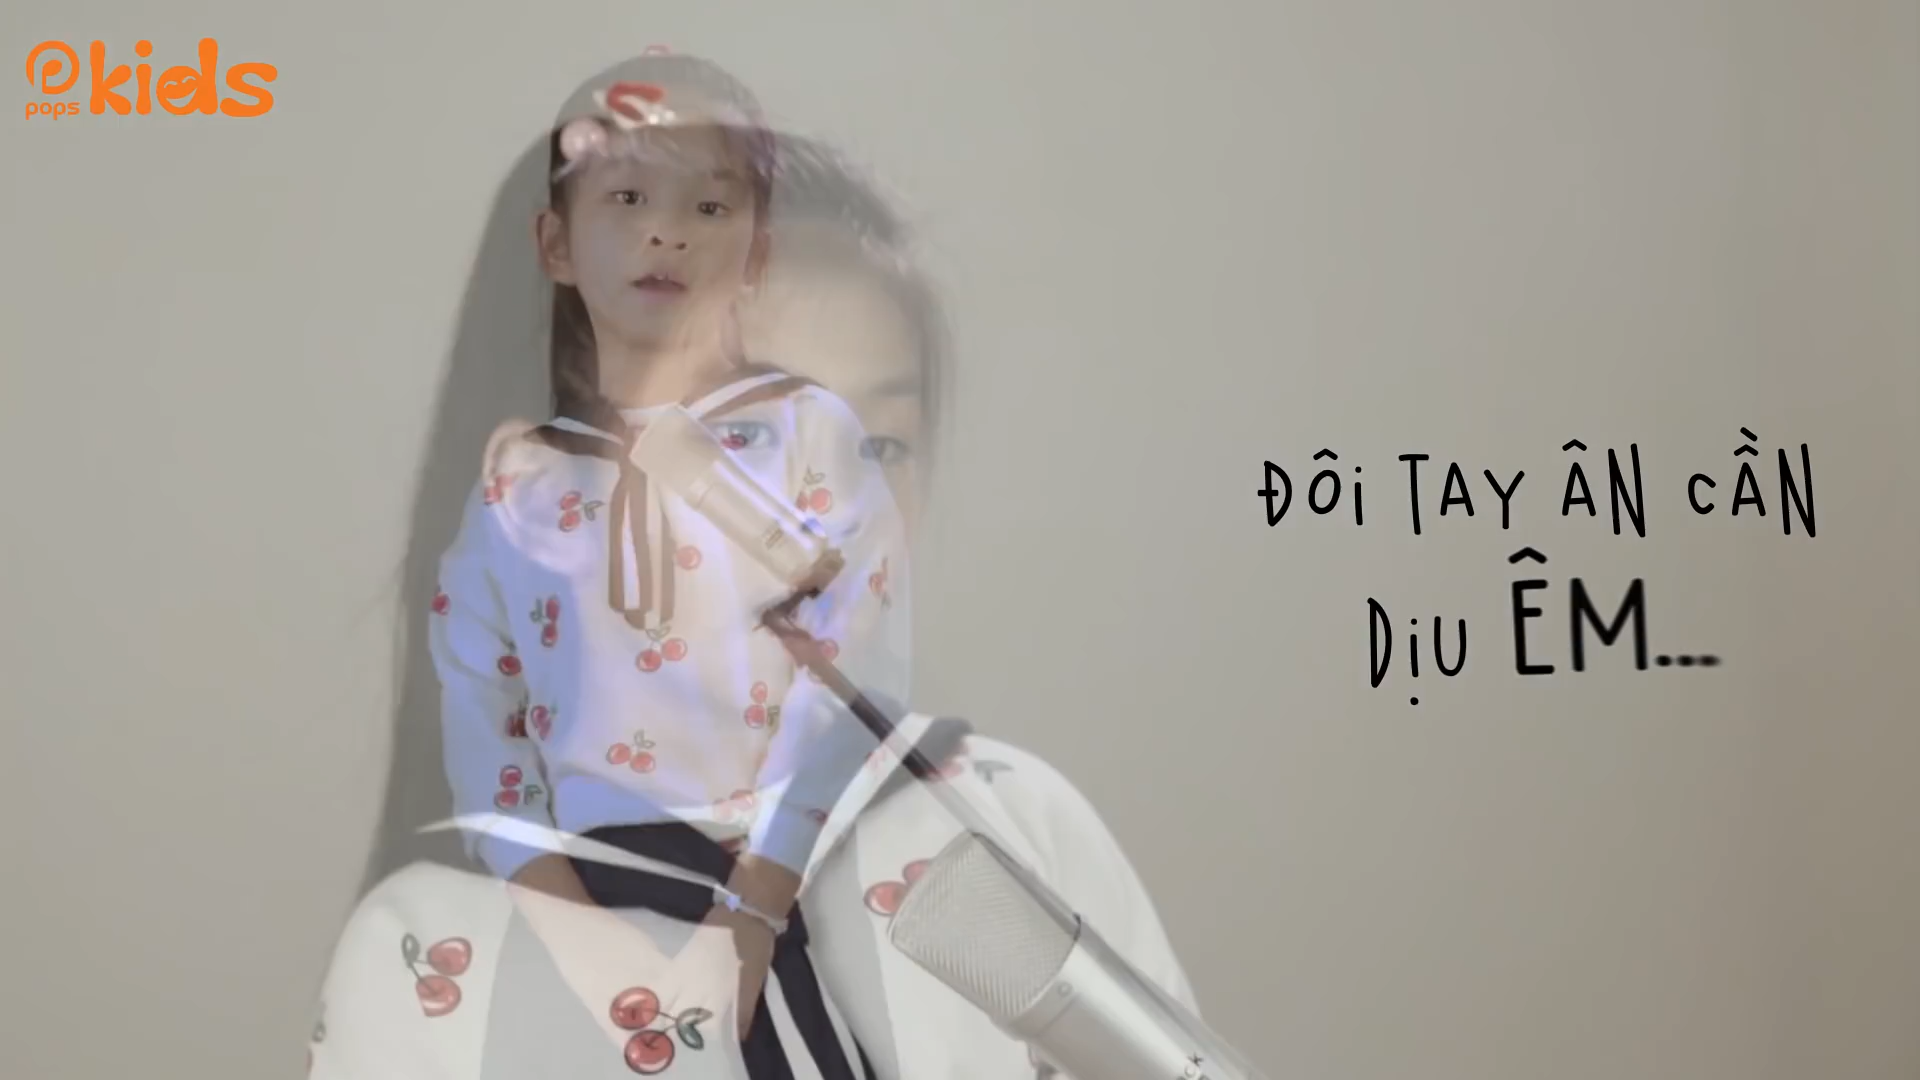 pops kids
ĐÔi TAY ÂN CẦN
DỊU ÊM...